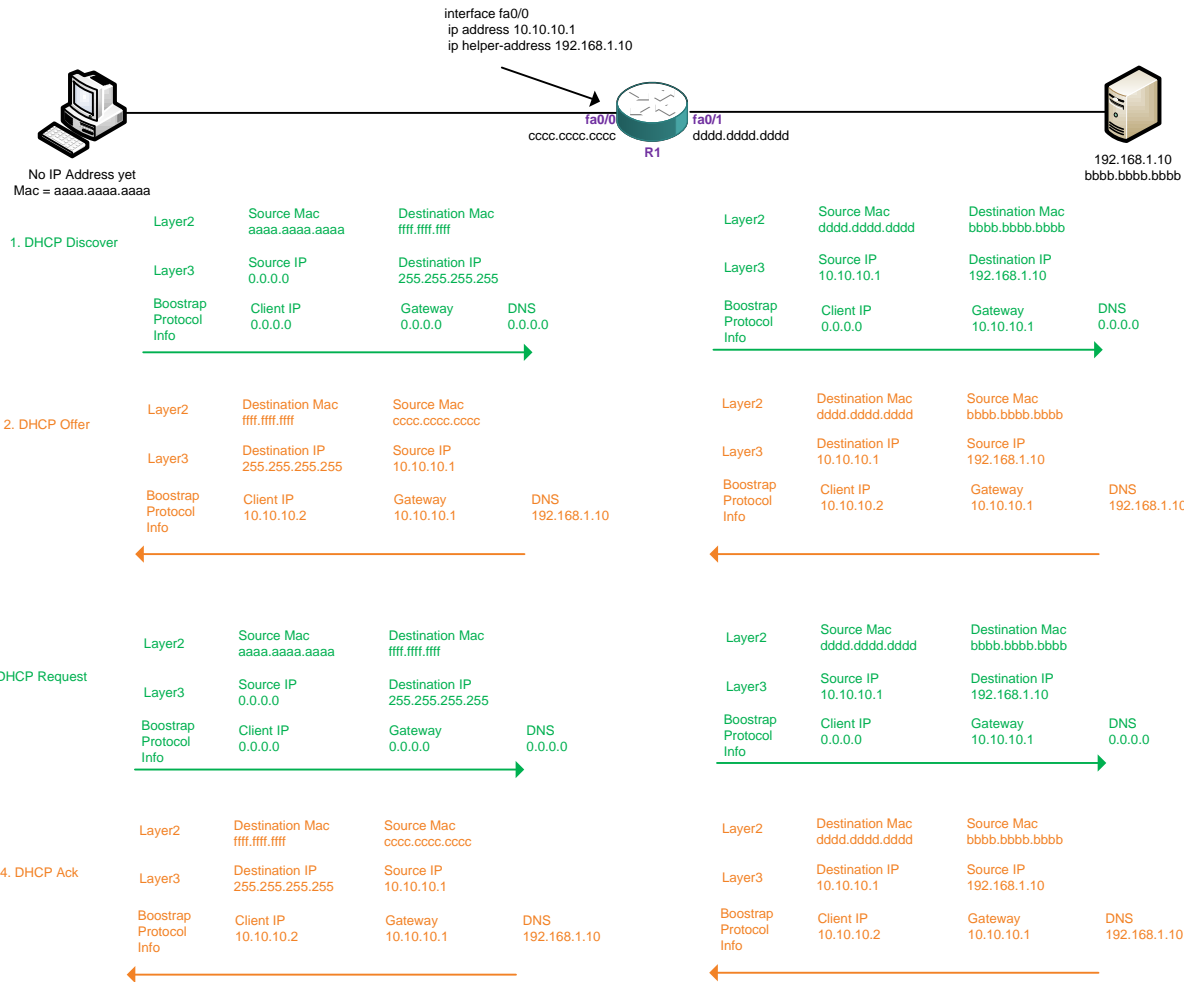 interface fa0/0
ip address 10.10.10.1
ip helper-address 192.168.1.10
fa0/0
fa0/1
cccc.cccc.cccc
dddd.dddd.dddd
R1
No IP Address yet
Mac = aaaa.aaaa.aaaa
192.168.1.10
bbbb.bbbb.bbbb
1. DHCP Discover
Layer2
Source Mac
aaaa.aaaa.aaaa
Destination Mac
ffff.ffff.ffff
Layer3
Source IP
0.0.0.0
Destination IP
255.255.255.255
Boostrap
Protocol
Info
Client IP
0.0.0.0
Gateway
0.0.0.0
DNS
0.0.0.0
Layer2
Source Mac
dddd.dddd.dddd
Destination Mac
bbbb.bbbb.bbbb
Layer3
Source IP
10.10.10.1
Destination IP
192.168.1.10
Boostrap
Protocol
Info
Client IP
0.0.0.0
Gateway
10.10.10.1
DNS
0.0.0.0
2. DHCP Offer
Layer2
Destination Mac
ffff.ffff.ffff
Source Mac
cccc.cccc.cccc
Layer3
Destination IP
255.255.255.255
Source IP
10.10.10.1
Boostrap
Protocol
Info
Client IP
10.10.10.2
Gateway
10.10.10.1
DNS
192.168.1.10
Layer2
Destination Mac
dddd.dddd.dddd
Source Mac
bbbb.bbbb.bbbb
Layer3
Destination IP
10.10.10.1
Source IP
192.168.1.10
Boostrap
Protocol
Info
Client IP
10.10.10.2
Gateway
10.10.10.1
DNS
192.168.1.10
DHCP Request
Layer2
Source Mac
aaaa.aaaa.aaaa
Destination Mac
ffff.ffff.ffff
Layer3
Source IP
0.0.0.0
Destination IP
255.255.255.255
Boostrap
Protocol
Info
Client IP
0.0.0.0
Gateway
0.0.0.0
DNS
0.0.0.0
Layer2
Source Mac
dddd.dddd.dddd
Destination Mac
bbbb.bbbb.bbbb
Layer3
Source IP
10.10.10.1
Destination IP
192.168.1.10
Boostrap
Protocol
Info
Client IP
0.0.0.0
Gateway
10.10.10.1
DNS
0.0.0.0
4. DHCP Ack
Layer2
Destination Mac
ffff.ffff.ffff
Source Mac
cccc.cccc.cccc
Layer3
Destination IP
255.255.255.255
Source IP
10.10.10.1
Boostrap
Protocol
Info
Client IP
10.10.10.2
Gateway
10.10.10.1
DNS
192.168.1.10
Layer2
Destination Mac
dddd.dddd.dddd
Source Mac
bbbb.bbbb.bbbb
Layer3
Destination IP
10.10.10.1
Source IP
192.168.1.10
Boostrap
Protocol
Info
Client IP
10.10.10.2
Gateway
10.10.10.1
DNS
192.168.1.10